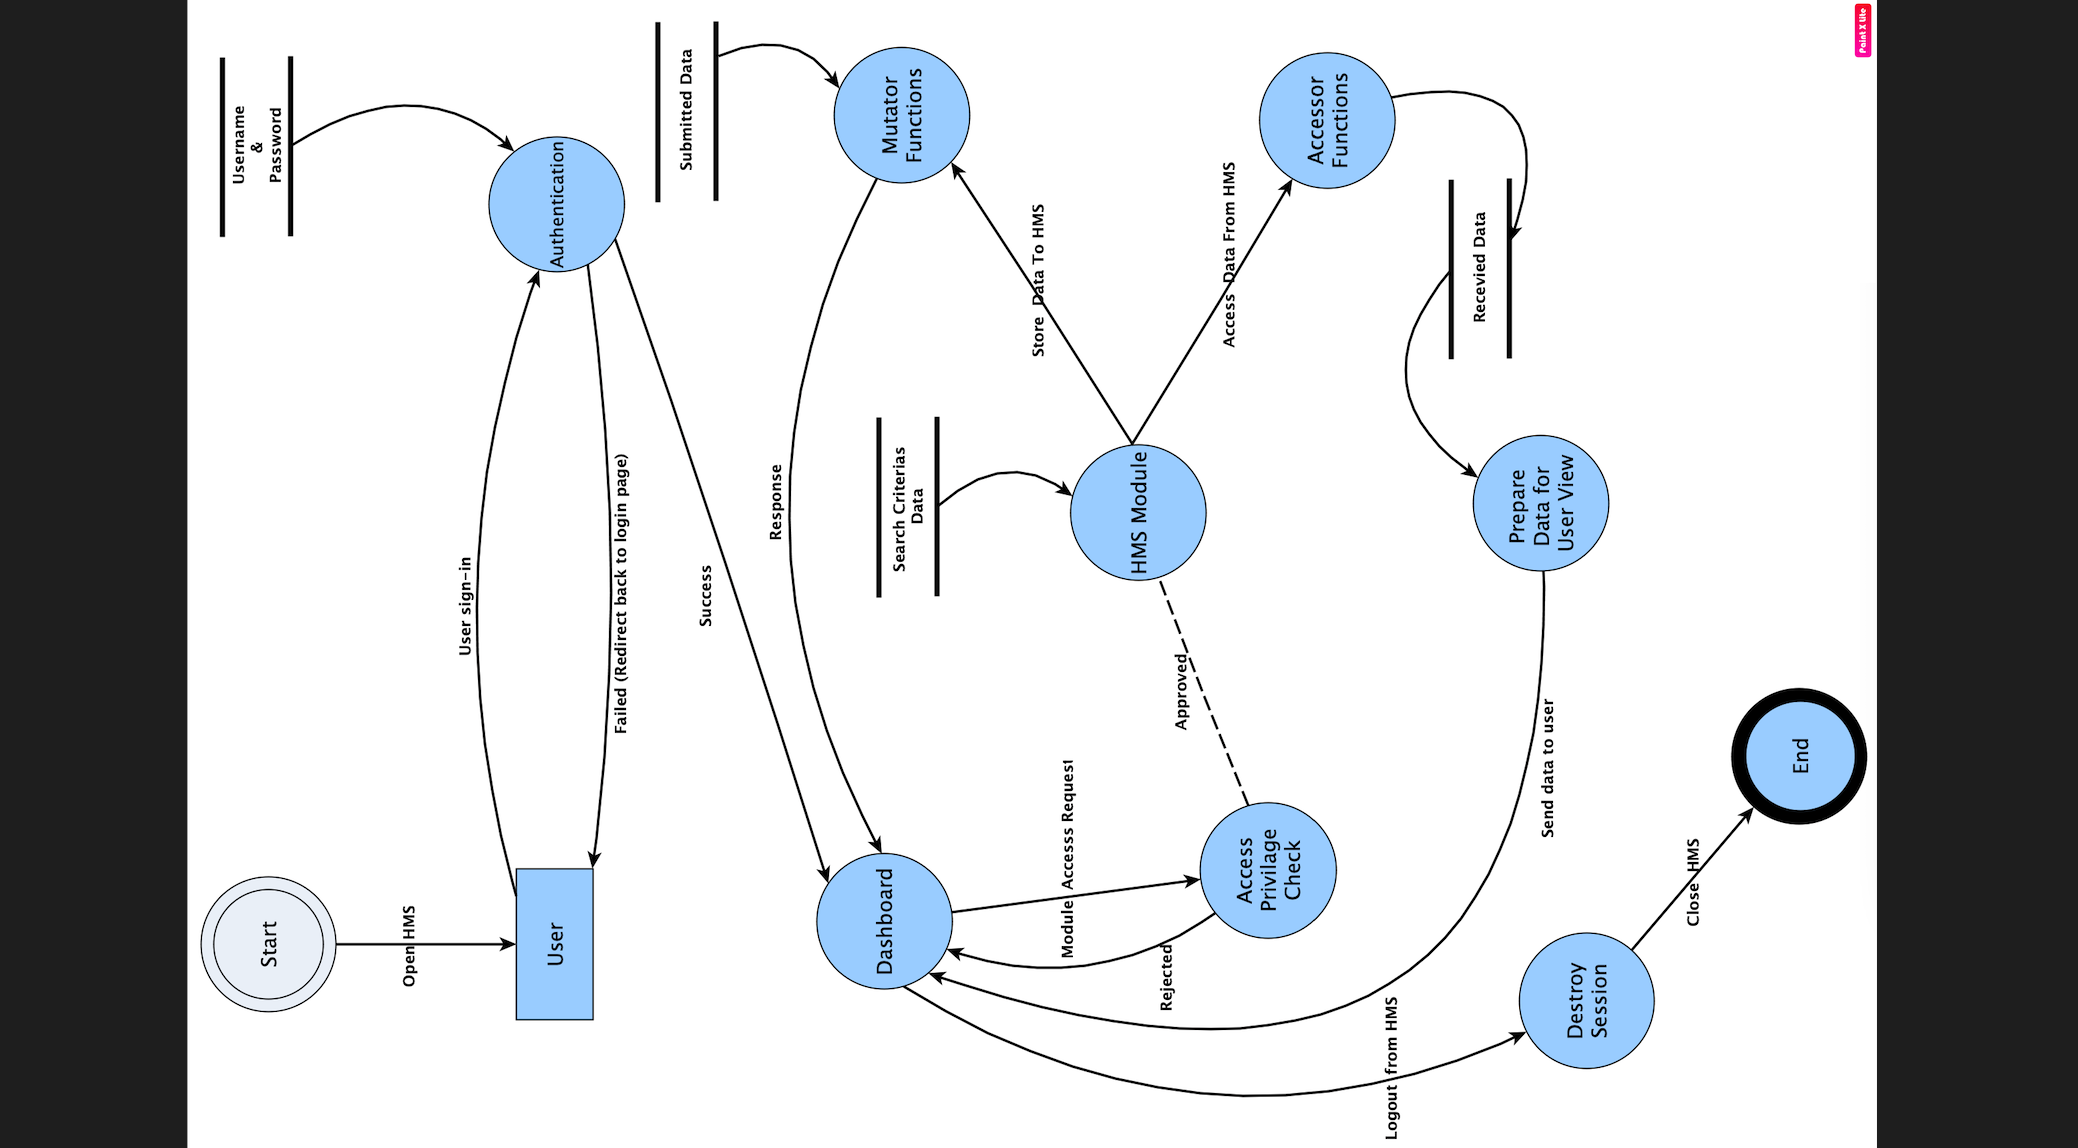 Start
Username
&
Password
Open HMS
User sign-in
User
Authentication
Failed (Redirect back to login page)
Submitted Data
Success
Response
Dashboard
Mutator
Functions
Search Criterias
Data
Store Data To HMS
Module Accesss Request
HMS Module
Rejected
Approved
Access Data From HMS
Access
Privilage
Check
Accessor
Functions
Logout from HMS
Recevied Data
Prepare
Data for
User View
Send data to user
Destroy
Session
Close HMS
End
Paint X Lite